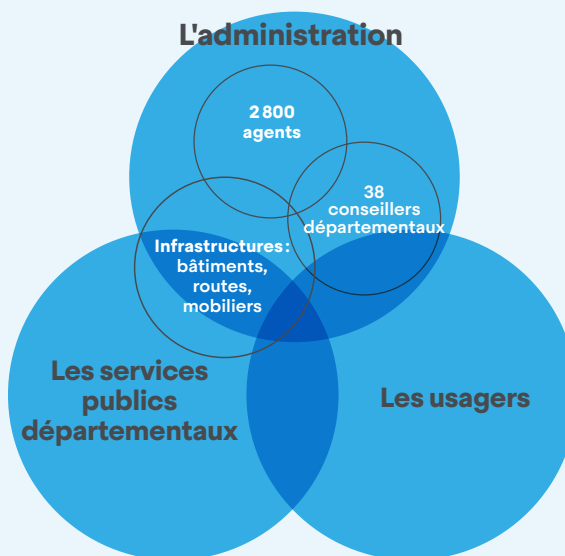 L'administration
2 800
agents
38
conseillers
départementaux
Infrastructures :
bâtiments,
routes,
mobiliers
Les services
publics
départementaux
Les usagers